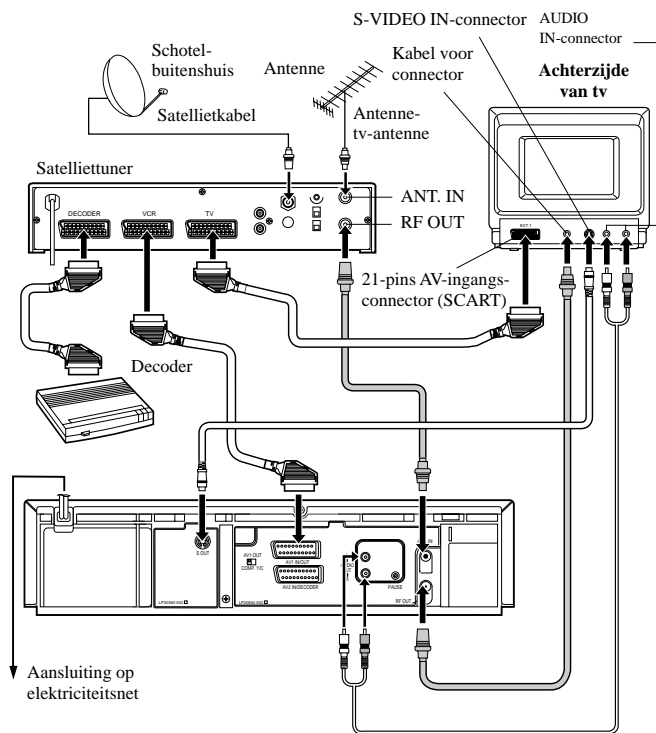 S-VIDEO IN-connector
AUDIO
IN-connector
Schotel-
buitenshuis
Antenne
Kabel voor
connector
Achterzijde
van tv
Satellietkabel
Antenne-
tv-antenne
Satelliettuner
ANT. IN
RF OUT
DECODER
VCR
TV
EXT.1
21-pins AV-ingangs-
connector (SCART)
Decoder
S OUT
AV1 OUT
COMP. Y/C
AV1 IN/OUT
AV2 IN/DECODER
PAUSE
RF OUT
Aansluiting op
elektriciteitsnet